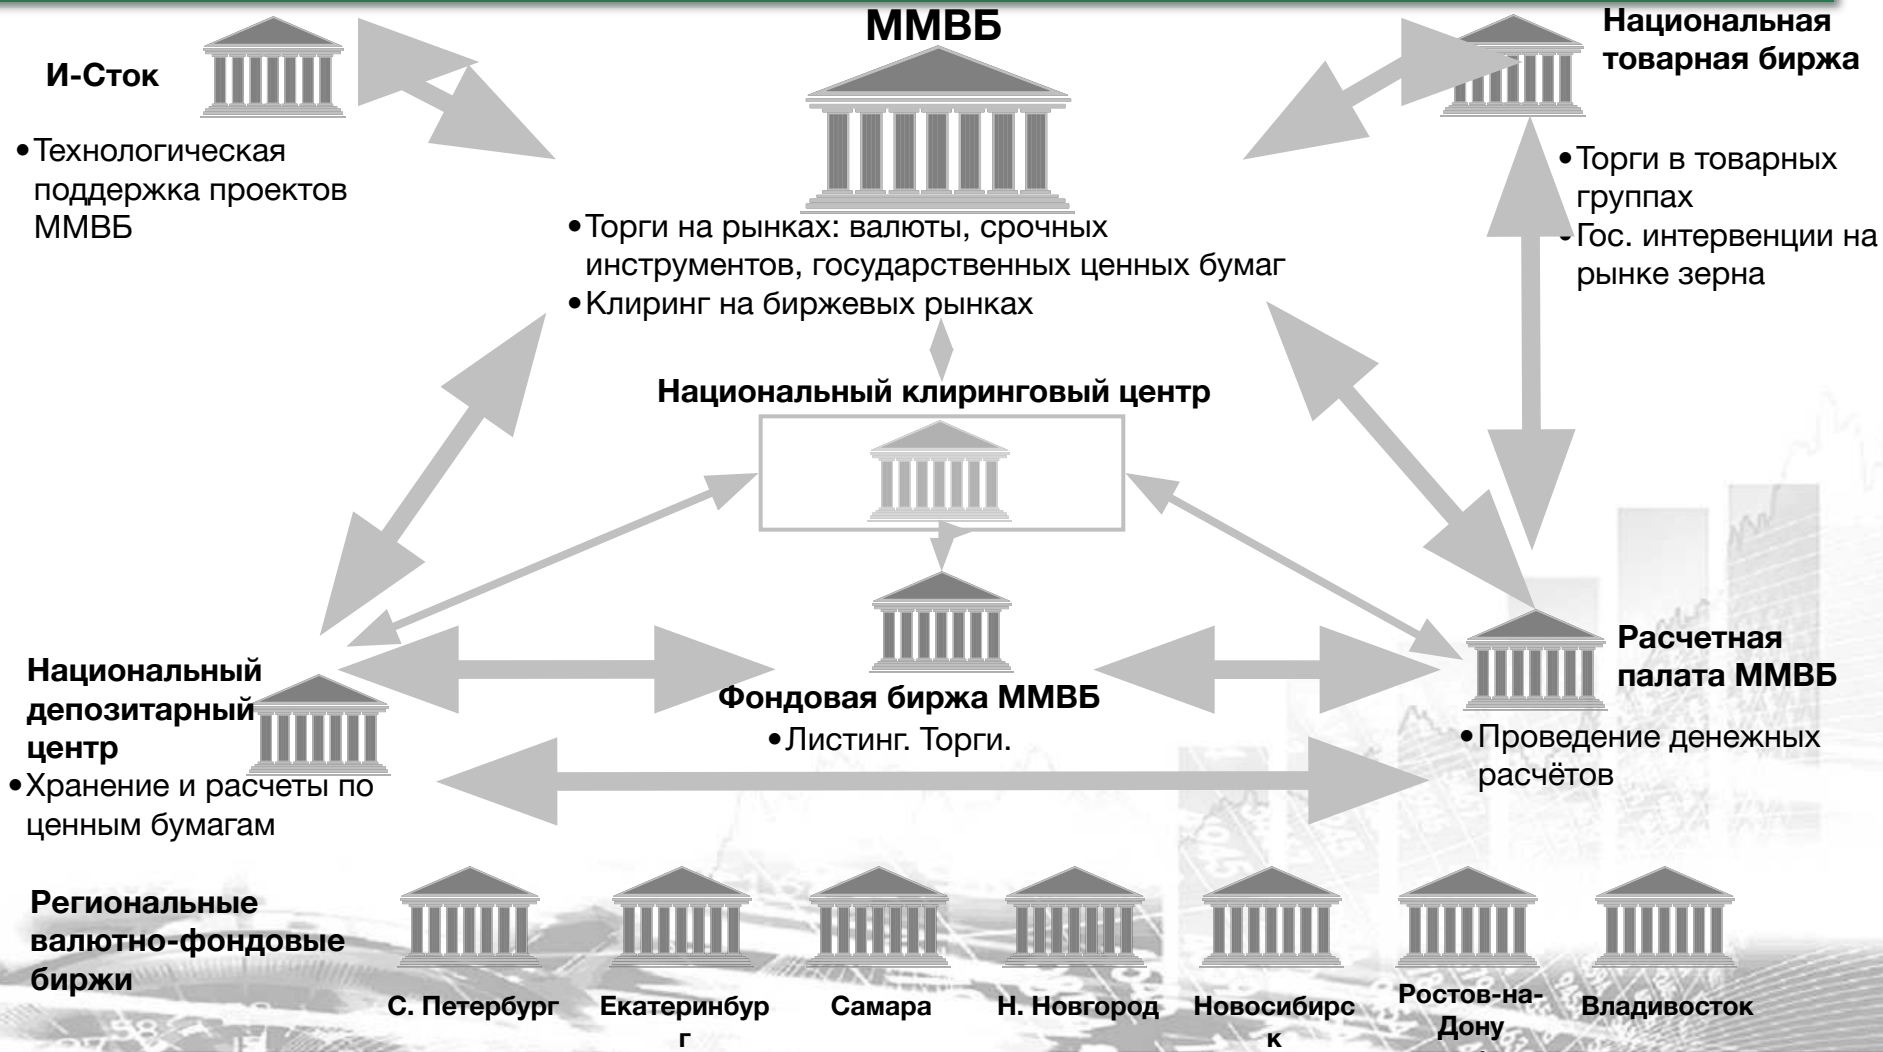 ММВБ
И-Сток
• Технологическая
поддержка проектов
ММВБ
Национальная
товарная биржа
• Торги в товарных
группах
• Гос. интервенции на
рынке зерна
• Торги на рынках: валюты, срочных
инструментов, государственных ценных бумаг
• Клиринг на биржевых рынках
Национальный клиринговый центр
Национальный
депозитарный
центр
• Хранение и расчеты по
ценным бумагам
Фондовая биржа ММВБ
• Листинг. Торги.
Расчетная
палата ММВБ
• Проведение денежных
расчётов
Региональные
валютно-фондовые
биржи
С. Петербург
Екатеринбур
г
Самара
Н. Новгород
Новосибирс
к
Ростов-на-
Дону
Владивосток